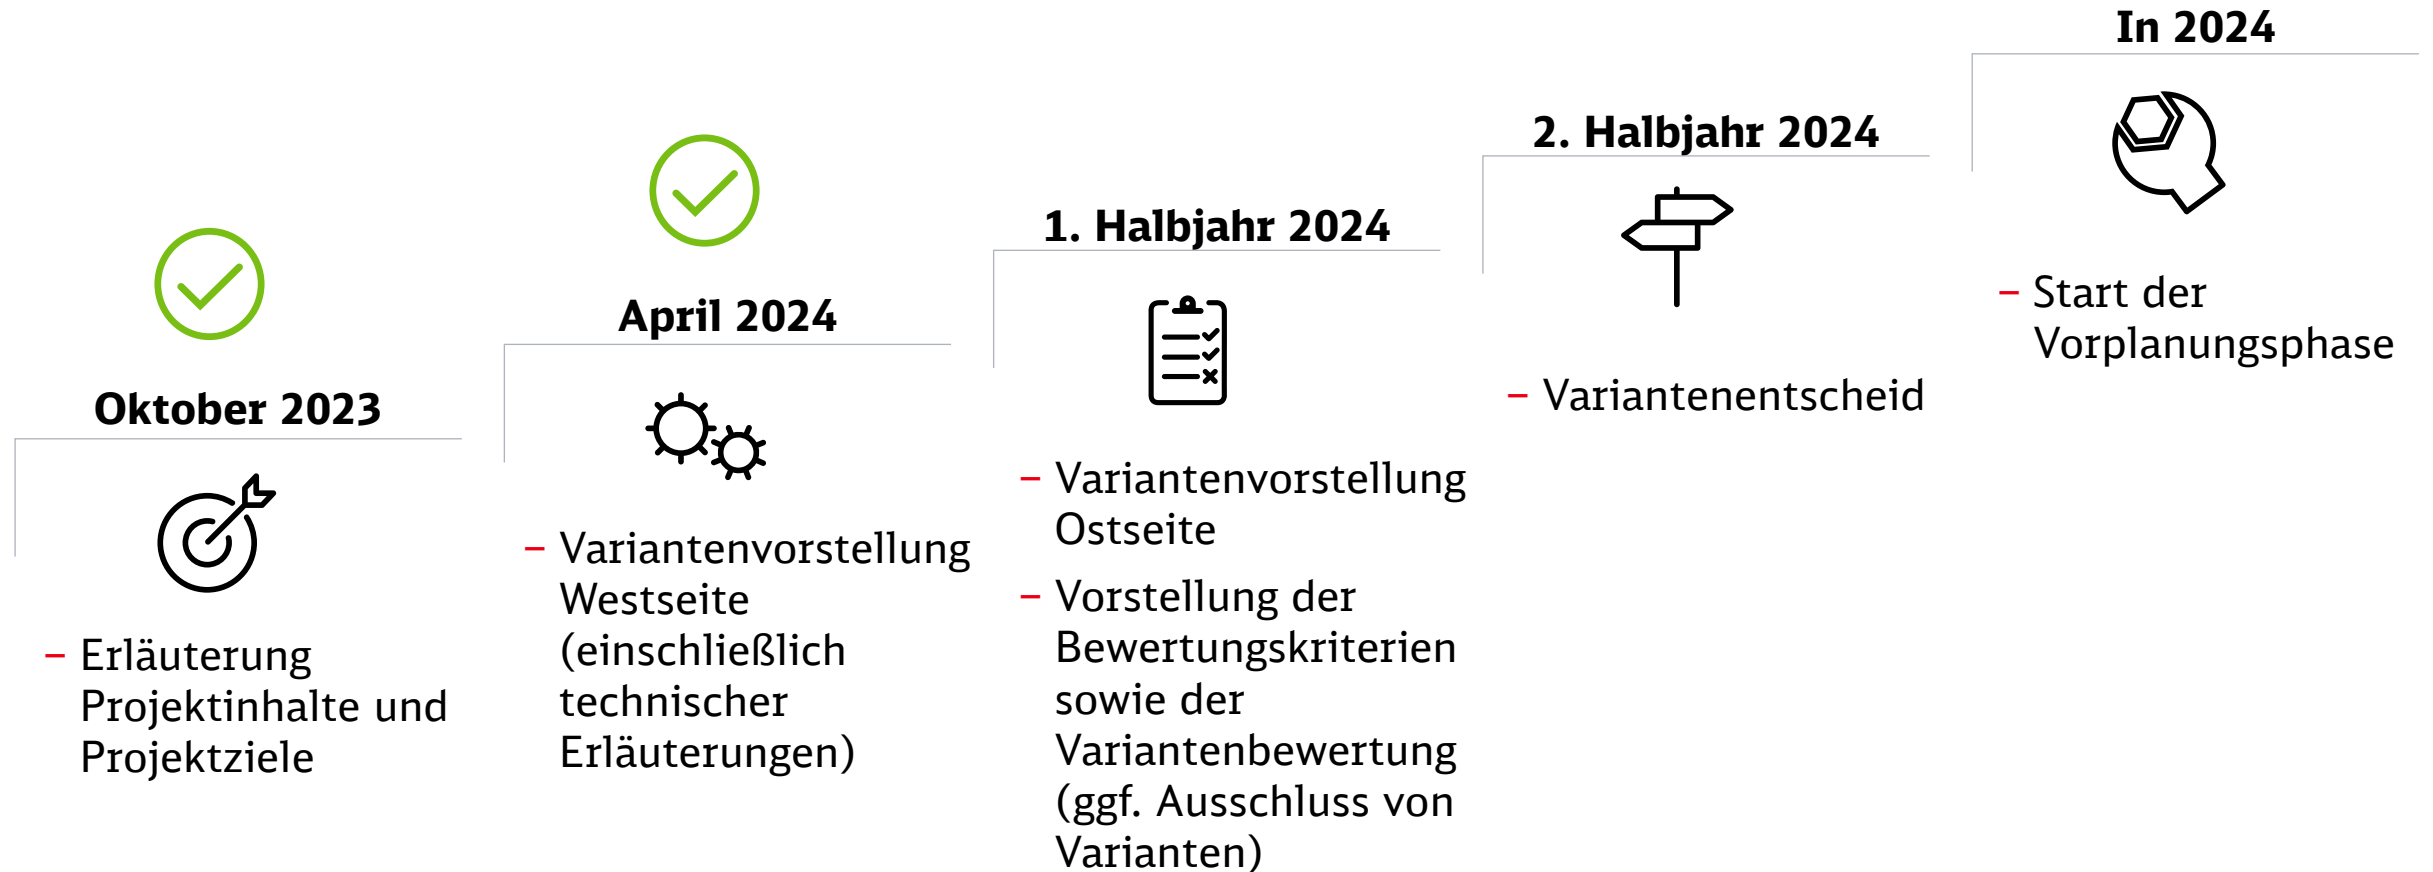 Oktober 2023
– Erläuterung
Projektinhalte und
Projektziele
April 2024
– Variantenvorstellung
Westseite
(einschließlich
technischer
Erläuterungen)
1. Halbjahr 2024
– Variantenvorstellung
Ostseite
– Vorstellung der
Bewertungskriterien
sowie der
Variantenbewertung
(ggf. Ausschluss von
Varianten)
2. Halbjahr 2024
– Variantenentscheid
In 2024
– Start der
Vorplanungsphase